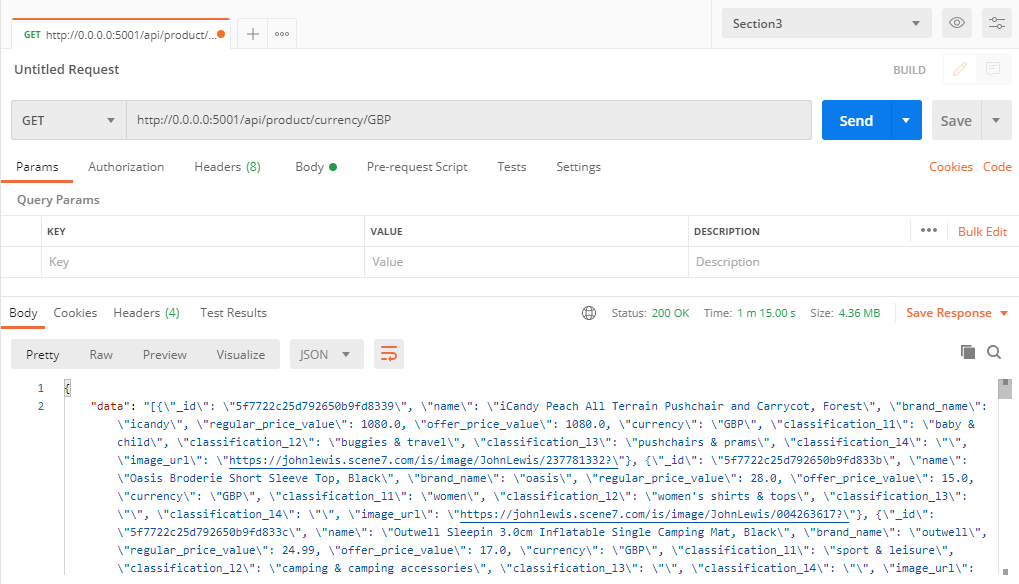 GET http://0.0.0.0:5001/api/product/...
Section3
Untitled Request
BUILD
GET
http://0.0.0.0:5001/api/product/currency/GBP
Send
Save
Params Authorization Headers (8) Body Pre-request Script Tests Settings Cookies Code
Query Params
KEY VALUE DESCRIPTION ••• Bulk Edit
Key Value Description
Body Cookies Headers (4) Test Results Status: 200 OK Time: 1 m 15.00 s Size: 4.36 MB Save Response
Pretty Raw Preview Visualize JSON
1 {
2 "data": "[{\"_id\": \"5f7722c25d792650b9fd8339\", \"name\": \"iCandy Peach All Terrain Pushchair and Carrycot, Forest\", \"brand_name\":
\"icandy\", \"regular_price_value\": 1080.0, \"offer_price_value\": 1080.0, \"currency\": \"GBP\", \"classification_l1\": \"baby &
child\", \"classification_l2\": \"buggies & travel\", \"classification_l3\": \"pushchairs & prams\", \"classification_l4\": \"\",
\"image_url\": \"https://johnlewis.scene7.com/is/image/JohnLewis/237781332?\"}, {\"_id\": \"5f7722c25d792650b9fd833b\", \"name\":
\"Oasis Broderie Short Sleeve Top, Black\", \"brand_name\": \"oasis\", \"regular_price_value\": 28.0, \"offer_price_value\": 15.0,
\"currency\": \"GBP\", \"classification_l1\": \"women\", \"classification_l2\": \"women's shirts & tops\", \"classification_l3\":
\"\", \"classification_l4\": \"\", \"image_url\": \"https://johnlewis.scene7.com/is/image/JohnLewis/004263617?\"}, {\"_id\":
\"5f7722c25d792650b9fd833c\", \"name\": \"Outwell Sleepin 3.0cm Inflatable Single Camping Mat, Black\", \"brand_name\": \"outwell\",
\"regular_price_value\": 24.99, \"offer_price_value\": 17.0, \"currency\": \"GBP\", \"classification_l1\": \"sport & leisure\",
\"classification_l2\": \"camping & camping accessories\", \"classification_l3\": \"\", \"classification_l4\": \"\", \"image_url\":